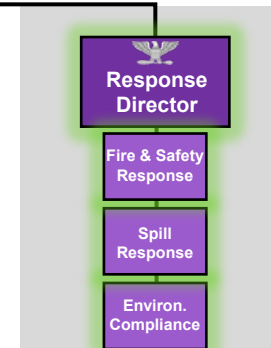 Response
Director
Fire & Safety
Response
Spill
Response
Environ.
Compliance